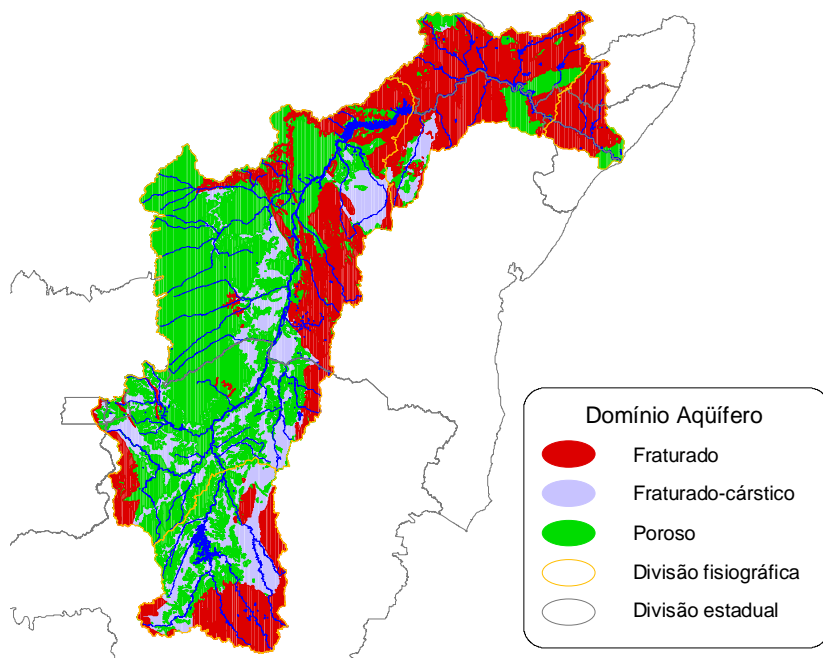 Domínio Aqüífero
Fraturado
Fraturado-cárstico
Poroso
Divisão fisiográfica
Divisão estadual